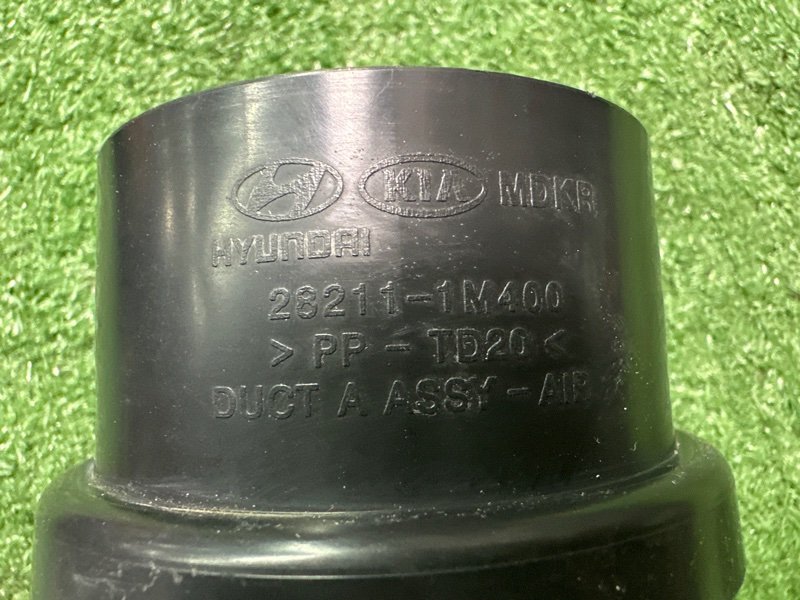 KIA MDKR
HYUNDAI
28211-1M400
> PP - TD20 <
DUCT A ASSY - AIR